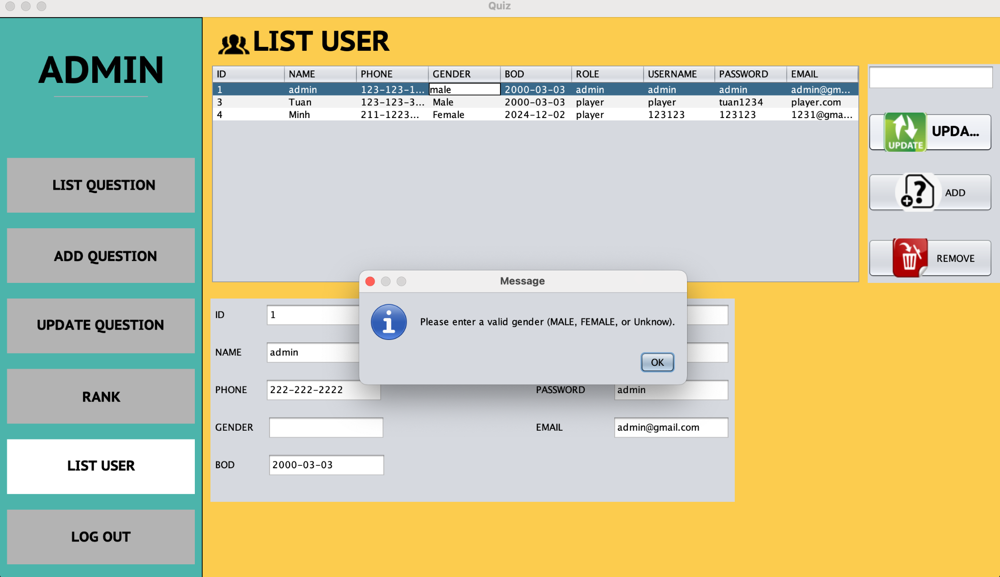 Quiz
ADMIN
LIST QUESTION
ADD QUESTION
UPDATE QUESTION
RANK
LIST USER
LOG OUT
LIST USER
ID NAME PHONE GENDER BOD ROLE USERNAME PASSWORD EMAIL
1 admin 123-123-1... male 2000-03-03 admin admin admin admin@gm...
3 Tuan 123-123-3... Male 2000-03-03 player player tuan1234 player.com
4 Minh 211-1223... Female 2024-12-02 player 123123 123123 1231@gma...
UPDATE UPDA...
ADD
REMOVE
Message
Please enter a valid gender (MALE, FEMALE, or Unknow).
OK
ID 1
NAME admin
PHONE 222-222-2222 PASSWORD admin
GENDER EMAIL admin@gmail.com
BOD 2000-03-03